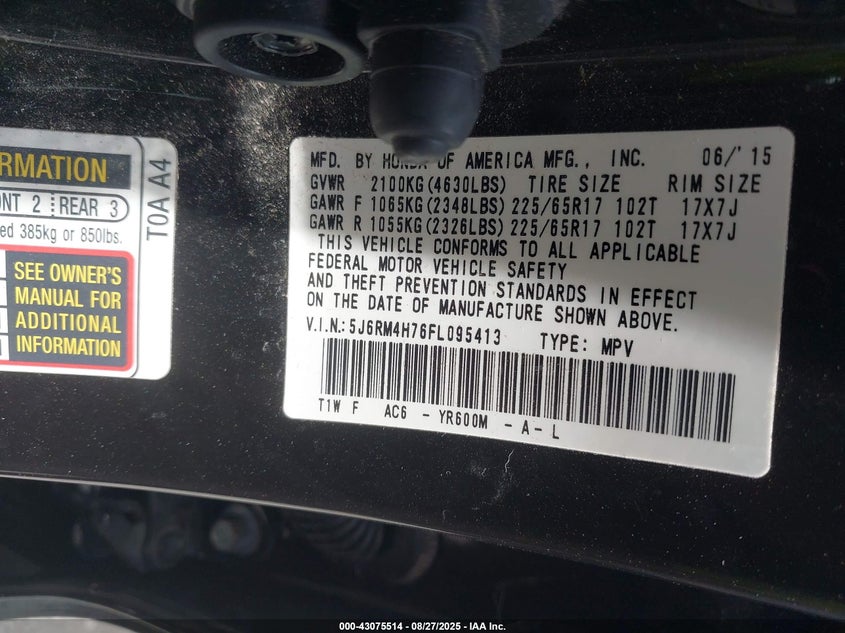 RMATION
NT 2 REAR 3
ed 385kg or 850lbs.
SEE OWNER'S
MANUAL FOR
ADDITIONAL
INFORMATION
T0A A4
MFD. BY HONDA OF AMERICA MFG., INC. 06/'15
GVWR 2100KG(4630LBS) TIRE SIZE RIM SIZE
GAWR F 1065KG(2348LBS) 225/65R17 102T 17X7J
GAWR R 1055KG(2326LBS) 225/65R17 102T 17X7J
THIS VEHICLE CONFORMS TO ALL APPLICABLE
FEDERAL MOTOR VEHICLE SAFETY
AND THEFT PREVENTION STANDARDS IN EFFECT
ON THE DATE OF MANUFACTURE SHOWN ABOVE.
V.I.N.:5J6RM4H76FL095413 TYPE: MPV
T1W F AC6 - YR600M - A - L
000-43075514 - 08/27/2025 - IAA Inc.